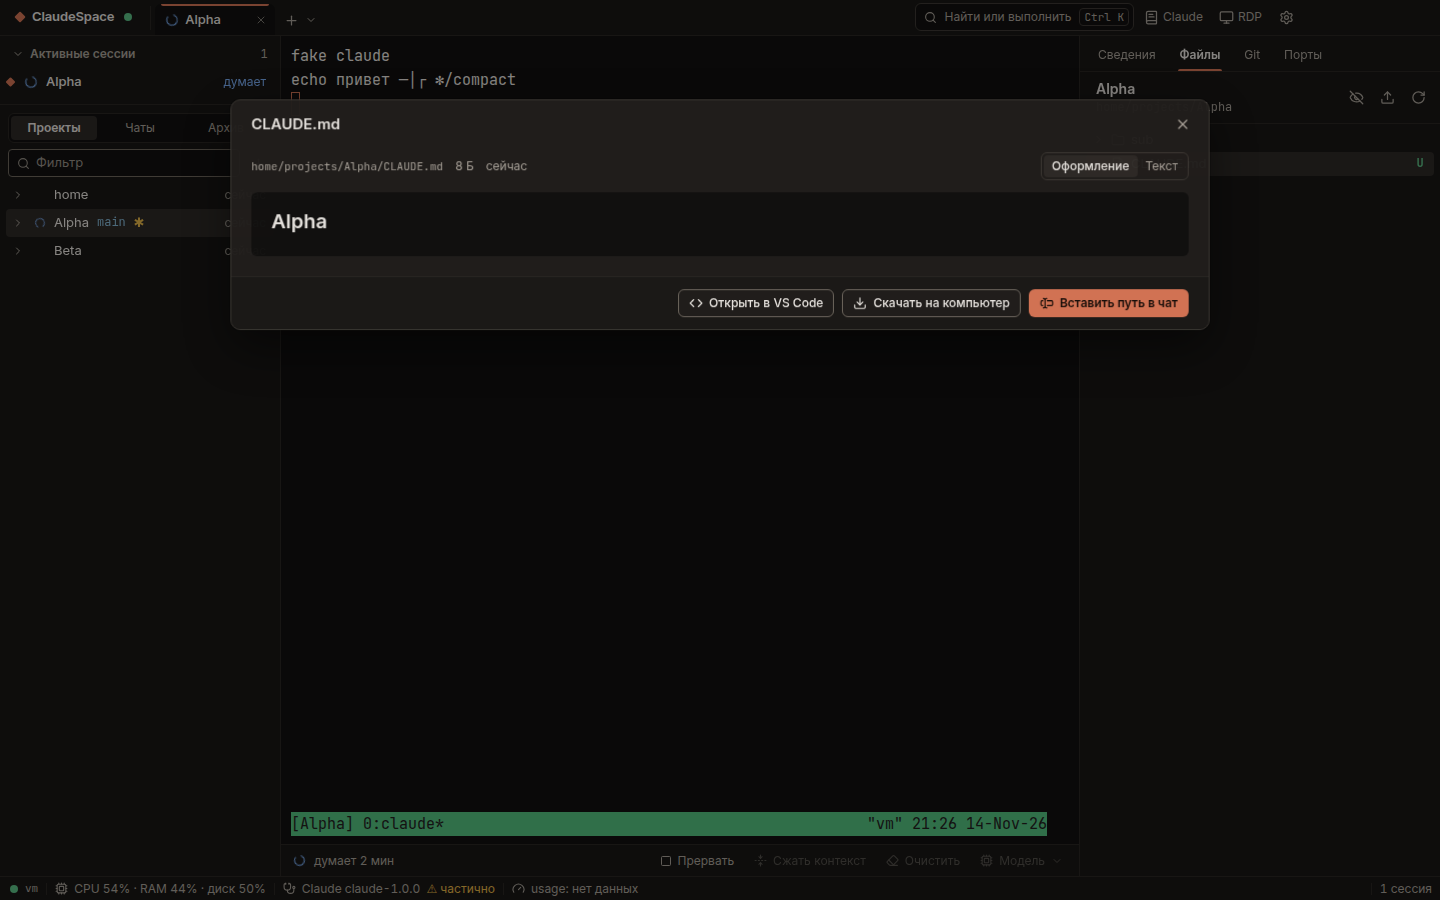 ClaudeSpace
Alpha
Найти или выполнить Ctrl K
Claude
RDP
Активные сессии 1
Alpha думает
Проекты Чаты
Фильтр
home
Alpha main ✱
Beta
fake claude
echo привет ─│┌ ✻/compact
Сведения Файлы Git Порты
Alpha
U
CLAUDE.md
home/projects/Alpha/CLAUDE.md 8 Б сейчас
Оформление Текст
Alpha
Открыть в VS Code
Скачать на компьютер
Вставить путь в чат
[Alpha] 0:claude* "vm" 21:26 14-Nov-26
думает 2 мин
Прервать Сжать контекст Очистить Модель
vm CPU 54% · RAM 44% · диск 50% Claude claude-1.0.0 ⚠ частично usage: нет данных 1 сессия